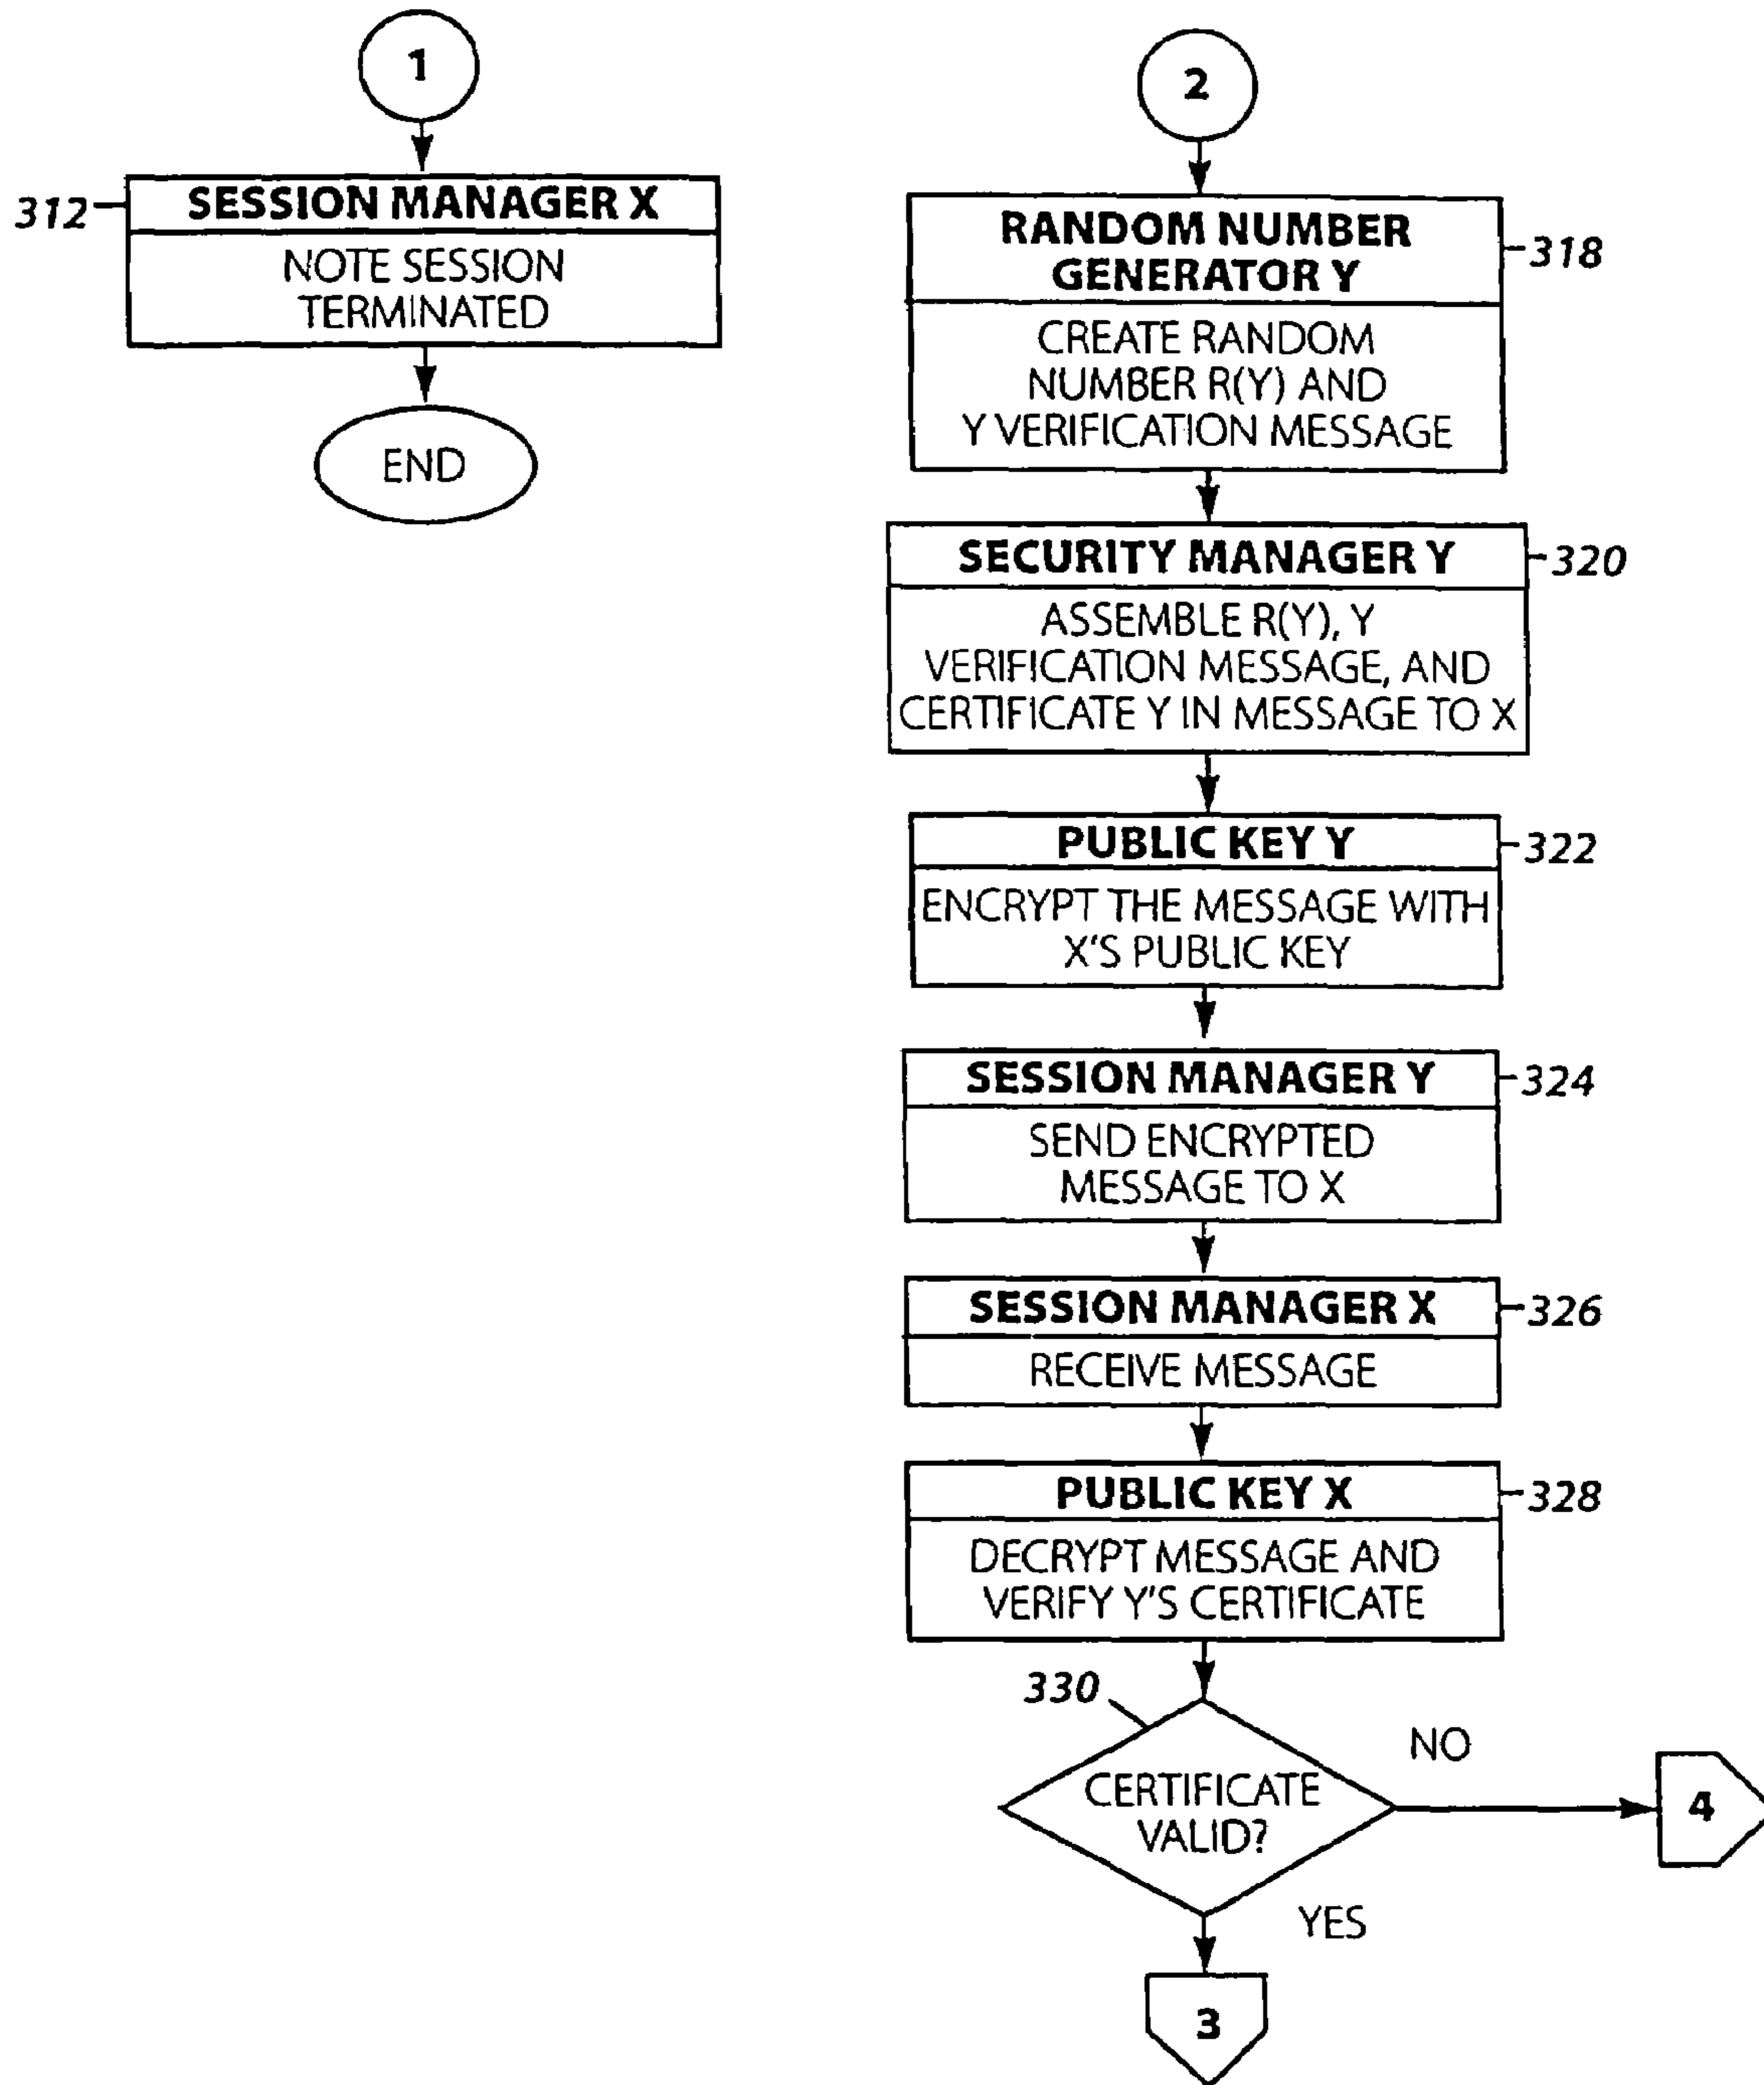 1
312
SESSION MANAGER X
NOTE SESSION
TERMINATED
END
2
RANDOM NUMBER
GENERATOR Y
318
CREATE RANDOM
NUMBER R(Y) AND
Y VERIFICATION MESSAGE
SECURITY MANAGER Y
320
ASSEMBLE R(Y), Y
VERIFICATION MESSAGE, AND
CERTIFICATE Y IN MESSAGE TO X
PUBLIC KEY Y
322
ENCRYPT THE MESSAGE WITH
X'S PUBLIC KEY
SESSION MANAGER Y
324
SEND ENCRYPTED
MESSAGE TO X
SESSION MANAGER X
326
RECEIVE MESSAGE
PUBLIC KEY X
328
DECRYPT MESSAGE AND
VERIFY Y'S CERTIFICATE
330
CERTIFICATE
VALID?
NO
4
YES
3